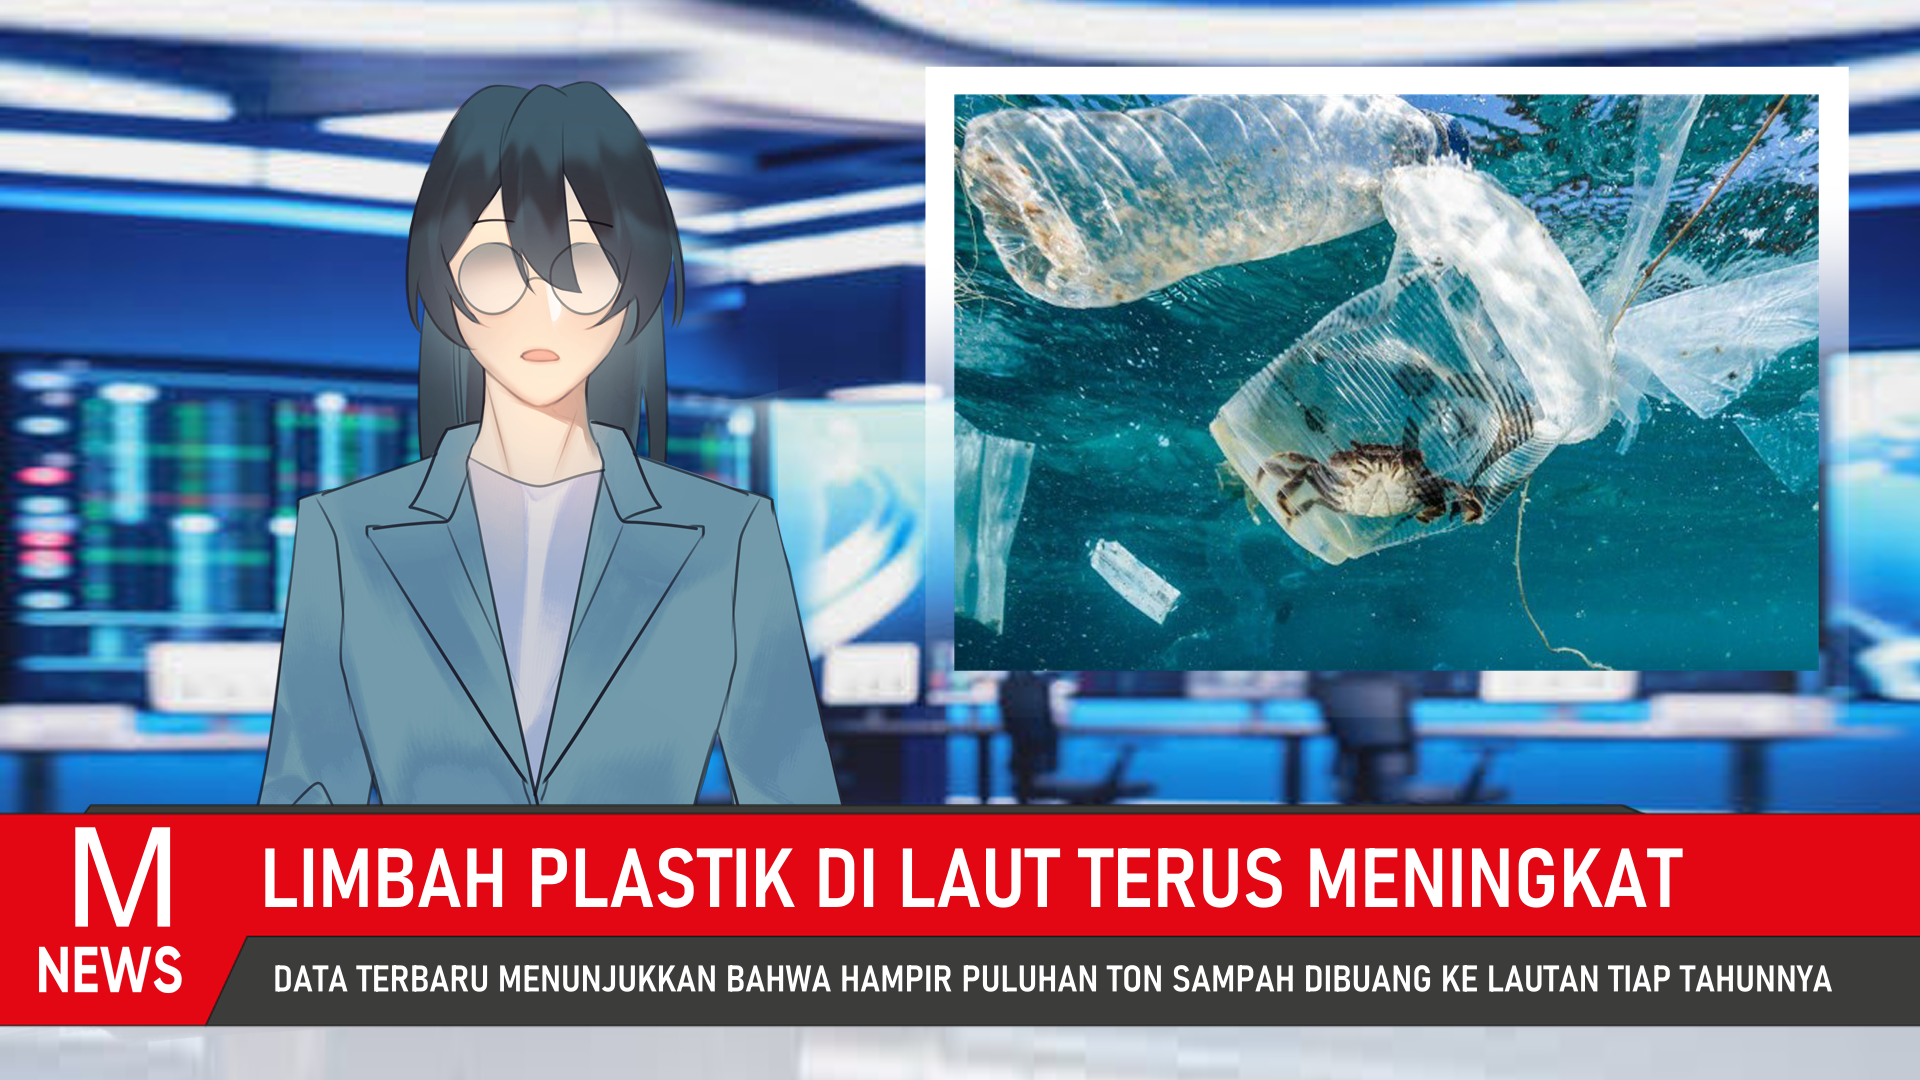 M
NEWS
LIMBAH PLASTIK DI LAUT TERUS MENINGKAT
DATA TERBARU MENUNJUKKAN BAHWA HAMPIR PULUHAN TON SAMPAH DIBUANG KE LAUTAN TIAP TAHUNNYA